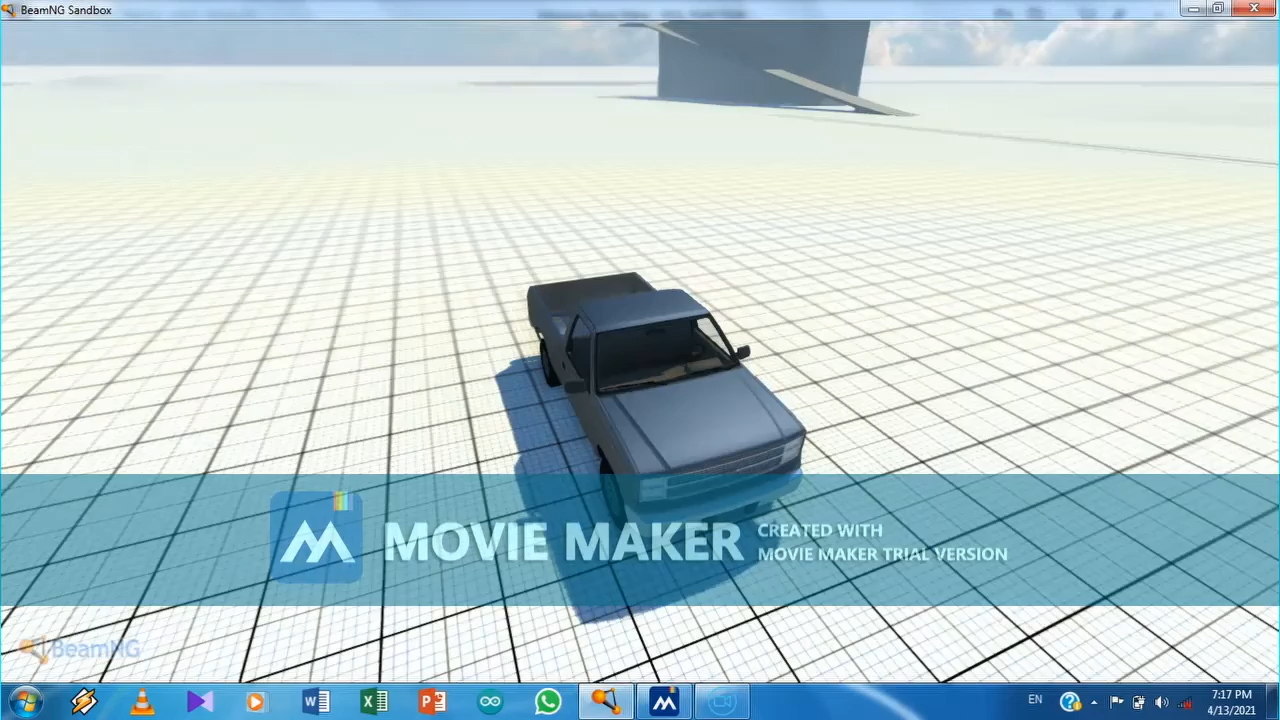 BeamNG Sandbox
MOVIE MAKER
CREATED WITH
MOVIE MAKER TRIAL VERSION
BeamNG
EN
7:17 PM
4/13/2021